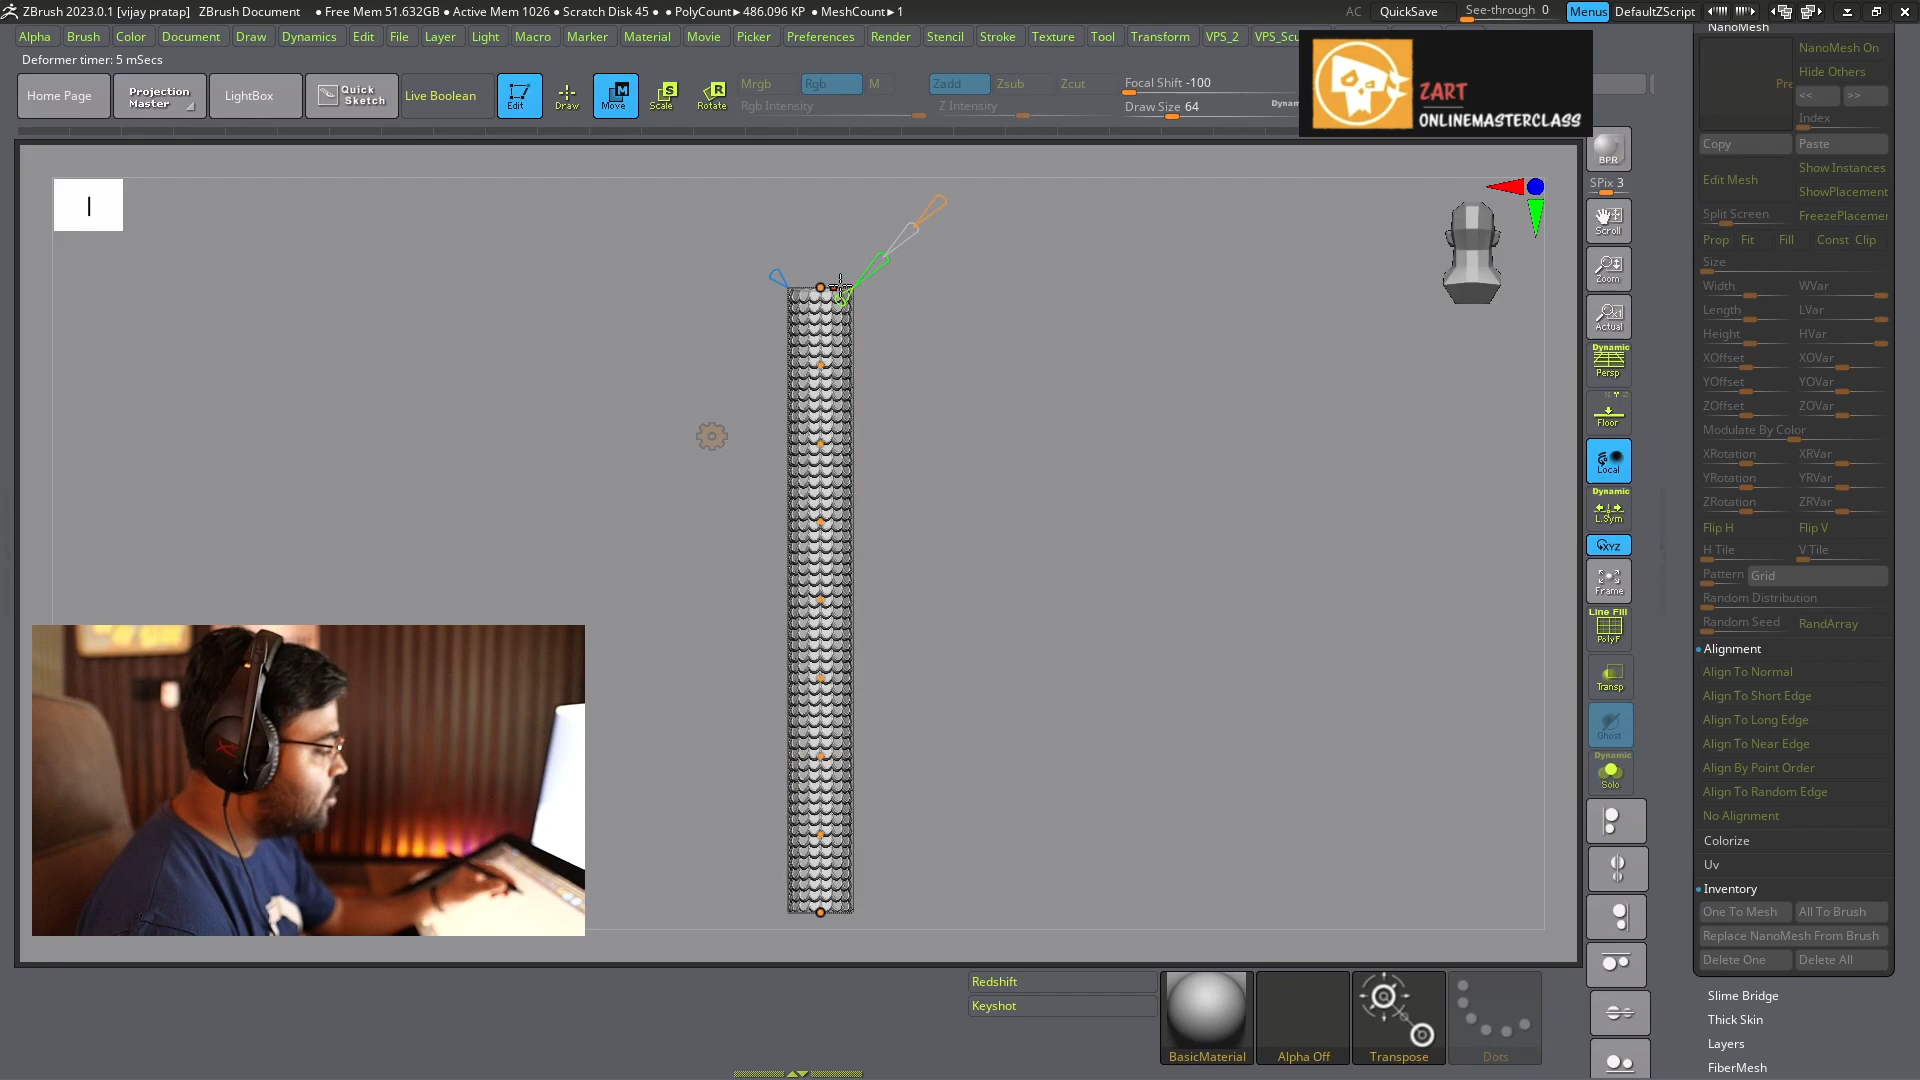 ZBrush 2023.0.1 [vijay pratap]   ZBrush Document   ● Free Mem 51.632GB ● Active Mem 1026 ● Scratch Disk 45 ●   ● PolyCount► 486.096 KP  ● MeshCount► 1
AC QuickSave See-through 0 Menus DefaultZScript
Alpha Brush Color Document Draw Dynamics Edit File Layer Light Macro Marker Material Movie Picker Preferences Render Stencil Stroke Texture Tool Transform VPS_2
Deformer timer: 5 mSecs
Home Page
Projection Master
LightBox
Quick Sketch
Live Boolean
Edit
Draw
Move
Scale
Rotate
Mrgb Rgb M
Rgb Intensity
Zadd Zsub Zcut
Z Intensity
Focal Shift -100
Draw Size 64
ZART
ONLINEMASTERCLASS
BPR
SPix 3
Scroll
Zoom
Actual
Dynamic
Persp
Floor
Local
Dynamic
L.Sym
XYZ
Frame
Line Fill
PolyF
Transp
Ghost
Dynamic
Solo
NanoMesh
NanoMesh On
Hide Others
<< >>
Index
Copy Paste
Edit Mesh
Show Instances
ShowPlacement
Split Screen
Prop Fit Fill Const Clip
Size
Width WVar
Length LVar
Height HVar
XOffset XOVar
YOffset YOVar
ZOffset ZOVar
Modulate By Color
XRotation XRVar
YRotation YRVar
ZRotation ZRVar
Flip H Flip V
H Tile V Tile
Pattern Grid
Random Distribution
Random Seed RandArray
Alignment
Align To Normal
Align To Short Edge
Align To Long Edge
Align To Near Edge
Align By Point Order
Align To Random Edge
No Alignment
Colorize
Uv
Inventory
One To Mesh All To Brush
Replace NanoMesh From Brush
Delete One Delete All
Slime Bridge
Thick Skin
Layers
FiberMesh
Redshift
Keyshot
BasicMaterial
Alpha Off
Transpose
Dots